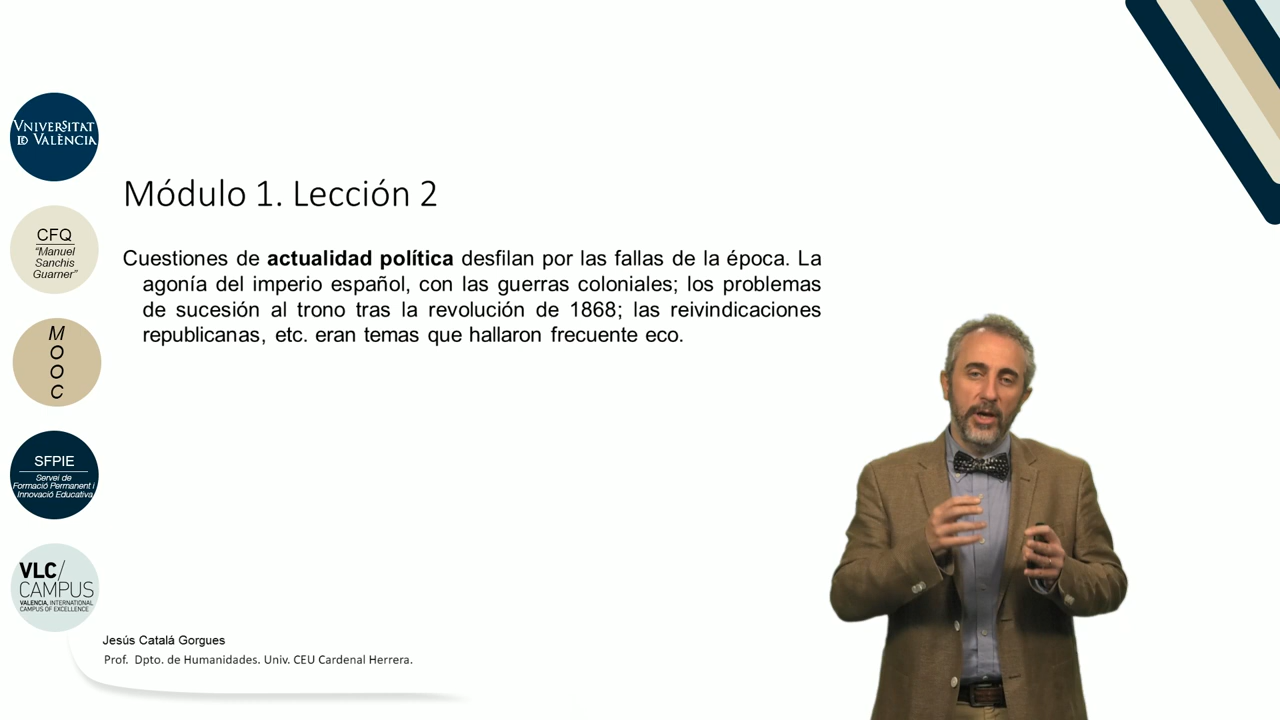 VNIVERSITAT
ID VALÈNCIA
CFQ
"Manuel
Sanchis
Guarner"
M
O
O
C
SFPIE
Servei de
Formació Permanent i
Innovació Educativa
VLC/
CAMPUS
VALENCIA, INTERNATIONAL
CAMPUS OF EXCELLENCE
Módulo 1. Lección 2
Cuestiones de actualidad política desfilan por las fallas de la época. La
agonía del imperio español, con las guerras coloniales; los problemas
de sucesión al trono tras la revolución de 1868; las reivindicaciones
republicanas, etc. eran temas que hallaron frecuente eco.
Jesús Catalá Gorgues
Prof. Dpto. de Humanidades. Univ. CEU Cardenal Herrera.